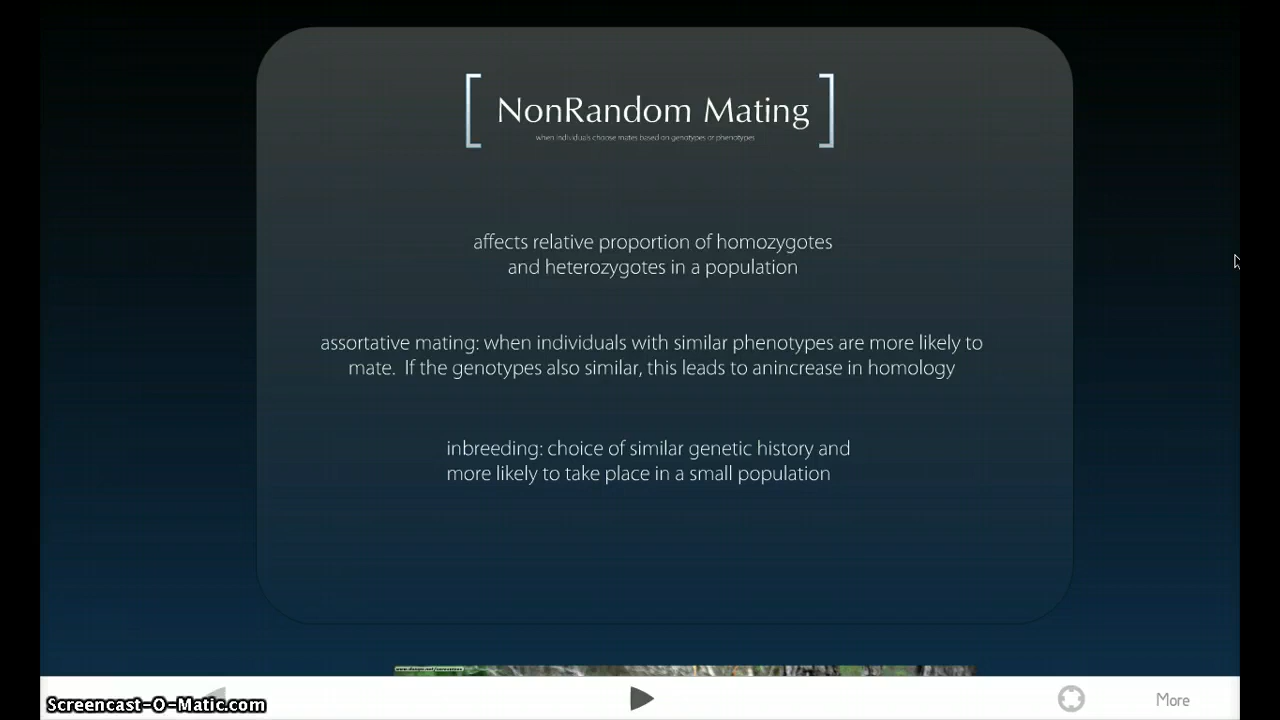 NonRandom Mating
when individuals choose mates based on genotypes or phenotypes
affects relative proportion of homozygotes
and heterozygotes in a population
assortative mating: when individuals with similar phenotypes are more likely to
mate. If the genotypes also similar, this leads to anincrease in homology
inbreeding: choice of similar genetic history and
more likely to take place in a small population
Screencast-O-Matic.com
More